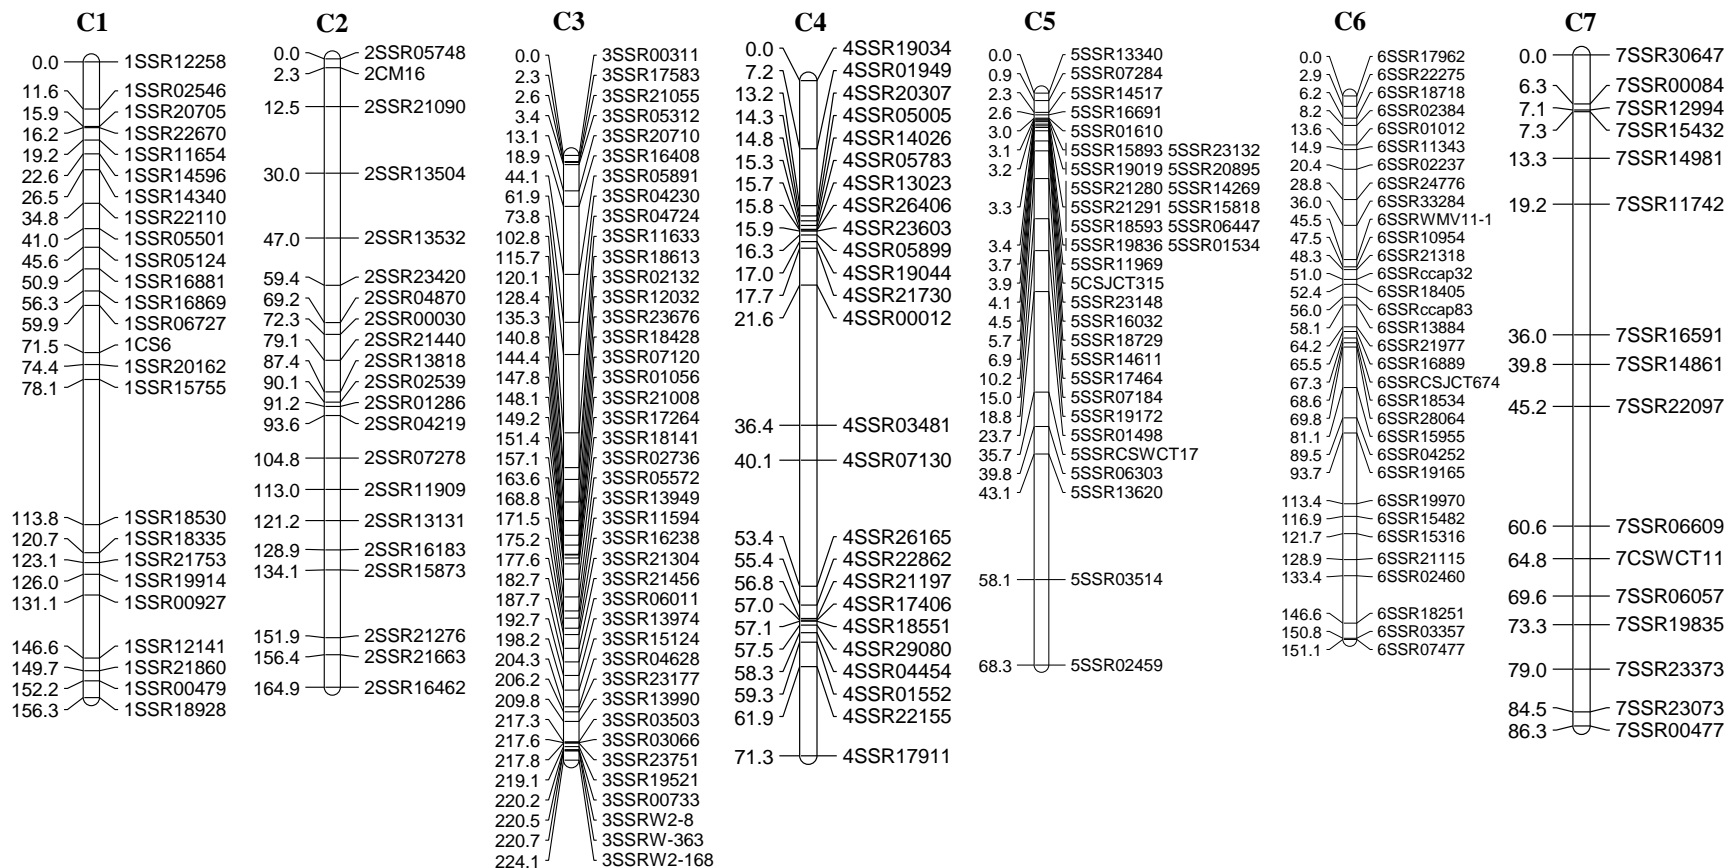 C1
0.0 1SSR12258
11.6 1SSR02546
15.9 1SSR20705
16.2 1SSR22670
19.2 1SSR11654
22.6 1SSR14596
26.5 1SSR14340
34.8 1SSR22110
41.0 1SSR05501
45.6 1SSR05124
50.9 1SSR16881
56.3 1SSR16869
59.9 1SSR06727
71.5 1CS6
74.4 1SSR20162
78.1 1SSR15755
113.8 1SSR18530
120.7 1SSR18335
123.1 1SSR21753
126.0 1SSR19914
131.1 1SSR00927
146.6 1SSR12141
149.7 1SSR21860
152.2 1SSR00479
156.3 1SSR18928
C2
0.0 2SSR05748
2.3 2CM16
12.5 2SSR21090
30.0 2SSR13504
47.0 2SSR13532
59.4 2SSR23420
69.2 2SSR04870
72.3 2SSR00030
79.1 2SSR21440
87.4 2SSR13818
90.1 2SSR02539
91.2 2SSR01286
93.6 2SSR04219
104.8 2SSR07278
113.0 2SSR11909
121.2 2SSR13131
128.9 2SSR16183
134.1 2SSR15873
151.9 2SSR21276
156.4 2SSR21663
164.9 2SSR16462
C3
0.0 3SSR00311
2.3 3SSR17583
2.6 3SSR21055
3.4 3SSR05312
13.1 3SSR20710
18.9 3SSR16408
44.1 3SSR05891
61.9 3SSR04230
73.8 3SSR04724
102.8 3SSR11633
115.7 3SSR18613
120.1 3SSR02132
128.4 3SSR12032
135.3 3SSR23676
140.8 3SSR18428
144.4 3SSR07120
147.8 3SSR01056
148.1 3SSR21008
149.2 3SSR17264
151.4 3SSR18141
157.1 3SSR02736
163.6 3SSR05572
168.8 3SSR13949
171.5 3SSR11594
175.2 3SSR16238
177.6 3SSR21304
182.7 3SSR21456
187.7 3SSR06011
192.7 3SSR13974
198.2 3SSR15124
204.3 3SSR04628
206.2 3SSR23177
209.8 3SSR13990
217.3 3SSR03503
217.6 3SSR03066
217.8 3SSR23751
219.1 3SSR19521
220.2 3SSR00733
220.5 3SSRW2-8
220.7 3SSRW-363
224.1 3SSRW2-168
C4
0.0 4SSR19034
7.2 4SSR01949
13.2 4SSR20307
14.3 4SSR05005
14.8 4SSR14026
15.3 4SSR05783
15.7 4SSR13023
15.8 4SSR26406
15.9 4SSR23603
16.3 4SSR05899
17.0 4SSR19044
17.7 4SSR21730
21.6 4SSR00012
36.4 4SSR03481
40.1 4SSR07130
53.4 4SSR26165
55.4 4SSR22862
56.8 4SSR21197
57.0 4SSR17406
57.1 4SSR18551
57.5 4SSR29080
58.3 4SSR04454
59.3 4SSR01552
61.9 4SSR22155
71.3 4SSR17911
C5
0.0 5SSR13340
0.9 5SSR07284
2.3 5SSR14517
2.6 5SSR16691
3.0 5SSR01610
3.1 5SSR15893 5SSR23132
3.2 5SSR19019 5SSR20895
5SSR21280 5SSR14269
3.3 5SSR21291 5SSR15818
5SSR18593 5SSR06447
3.4 5SSR19836 5SSR01534
3.7 5SSR11969
3.9 5CSJCT315
4.1 5SSR23148
4.5 5SSR16032
5.7 5SSR18729
6.9 5SSR14611
10.2 5SSR17464
15.0 5SSR07184
18.8 5SSR19172
23.7 5SSR01498
35.7 5SSRCSWCT17
39.8 5SSR06303
43.1 5SSR13620
58.1 5SSR03514
68.3 5SSR02459
C6
0.0 6SSR17962
2.9 6SSR22275
6.2 6SSR18718
8.2 6SSR02384
13.6 6SSR01012
14.9 6SSR11343
20.4 6SSR02237
28.8 6SSR24776
36.0 6SSR33284
45.5 6SSRWMV11-1
47.5 6SSR10954
48.3 6SSR21318
51.0 6SSRccap32
52.4 6SSR18405
56.0 6SSRccap83
58.1 6SSR13884
64.2 6SSR21977
65.5 6SSR16889
67.3 6SSRCSJCT674
68.6 6SSR18534
69.8 6SSR28064
81.1 6SSR15955
89.5 6SSR04252
93.7 6SSR19165
113.4 6SSR19970
116.9 6SSR15482
121.7 6SSR15316
128.9 6SSR21115
133.4 6SSR02460
146.6 6SSR18251
150.8 6SSR03357
151.1 6SSR07477
C7
0.0 7SSR30647
6.3 7SSR00084
7.1 7SSR12994
7.3 7SSR15432
13.3 7SSR14981
19.2 7SSR11742
36.0 7SSR16591
39.8 7SSR14861
45.2 7SSR22097
60.6 7SSR06609
64.8 7CSWCT11
69.6 7SSR06057
73.3 7SSR19835
79.0 7SSR23373
84.5 7SSR23073
86.3 7SSR00477